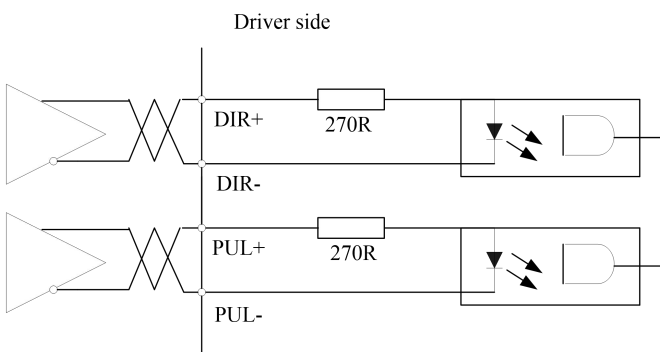 Driver side
DIR+
270R
DIR-
PUL+
270R
PUL-